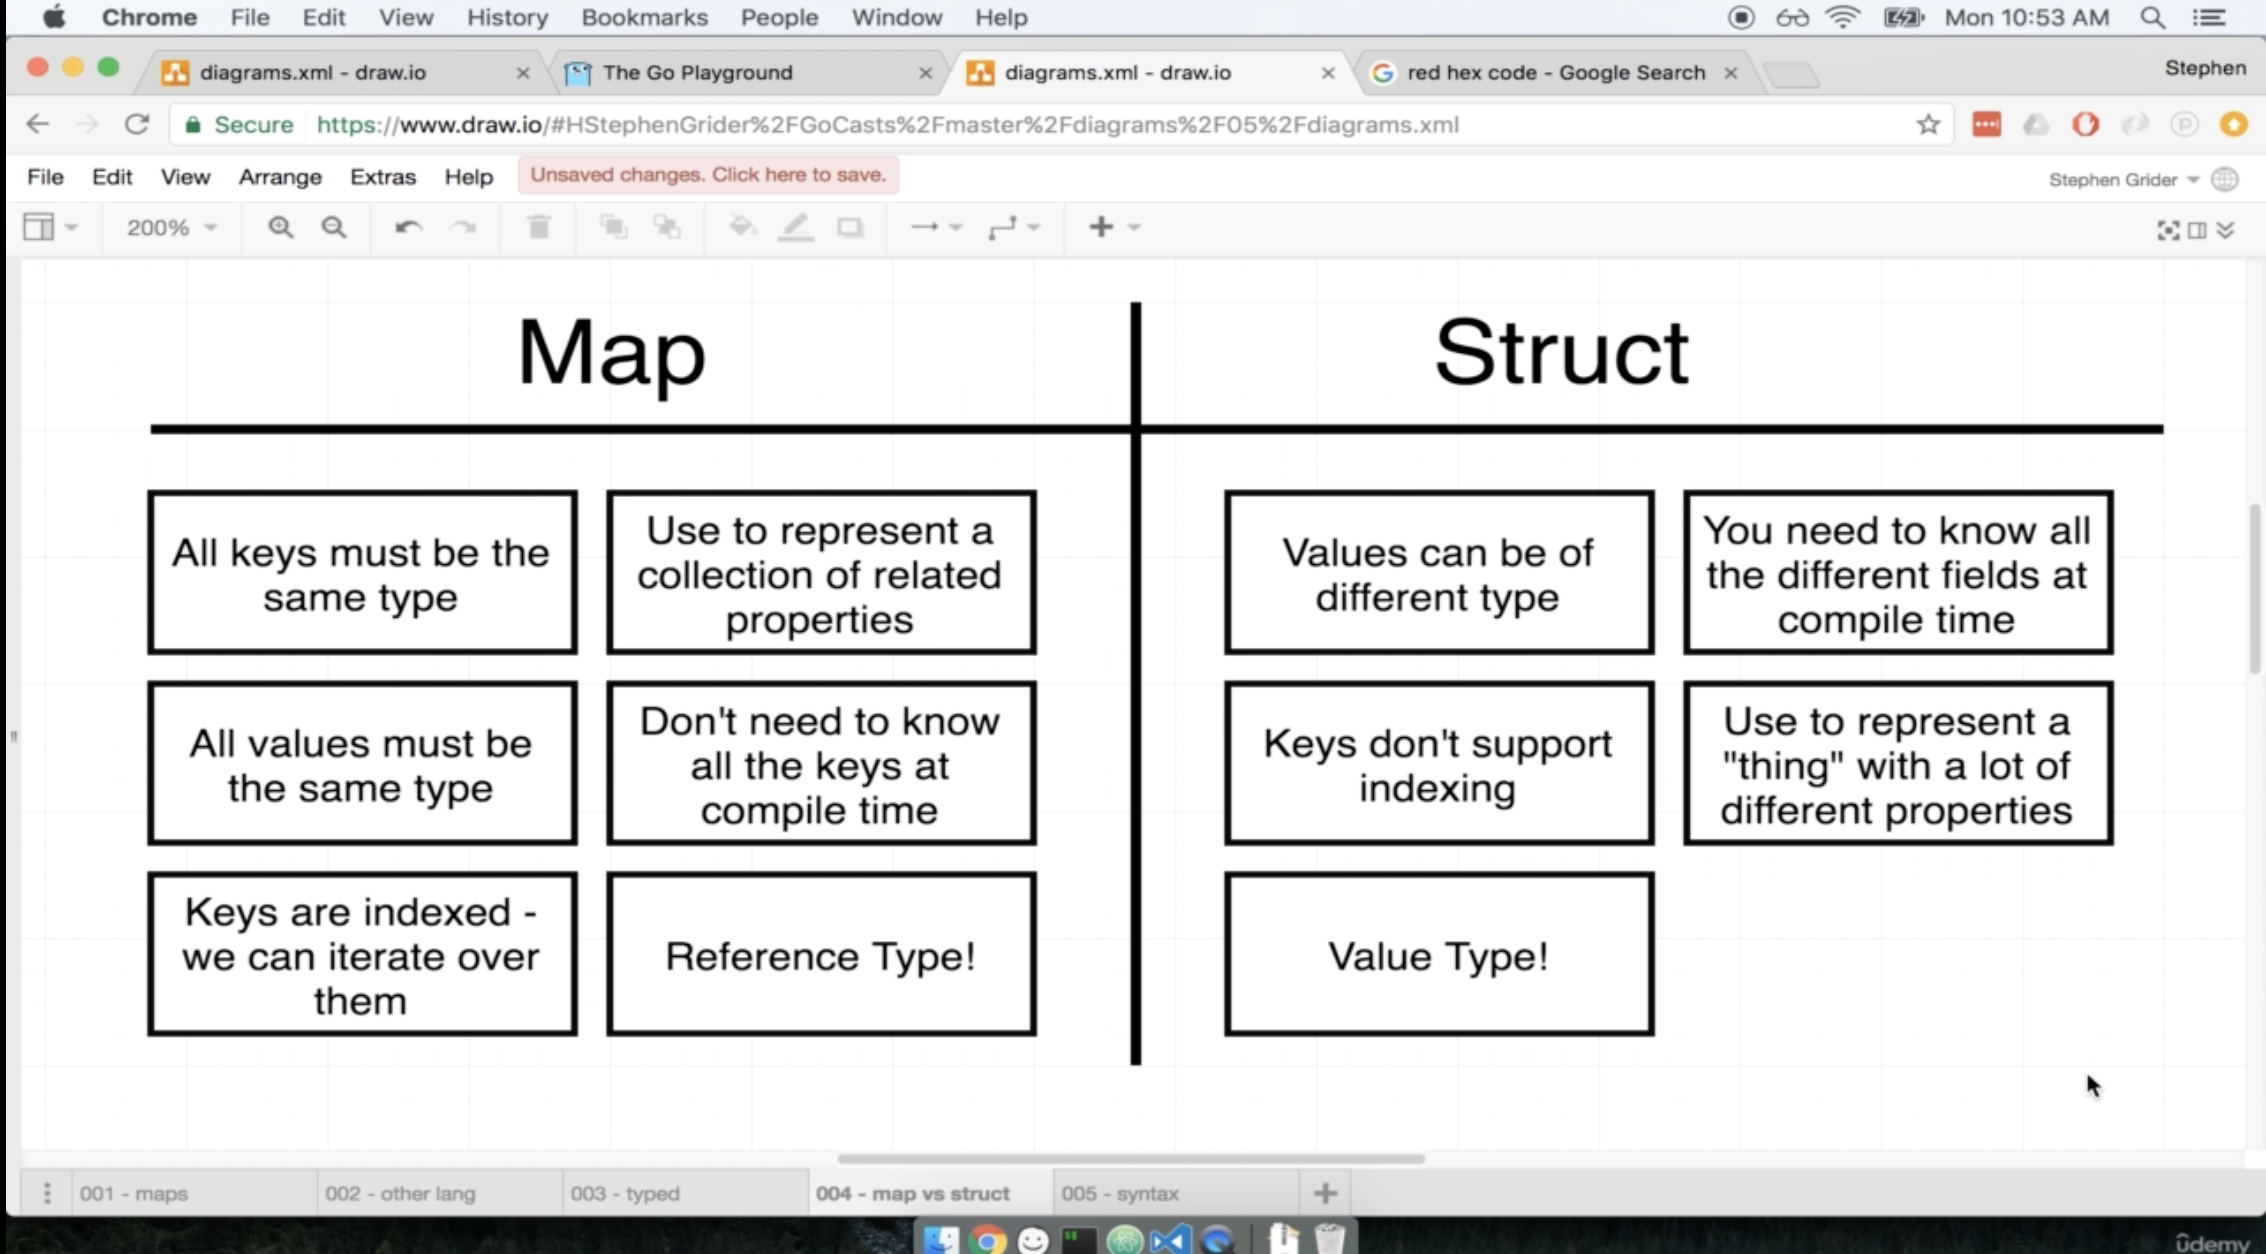 Chrome File Edit View History Bookmarks People Window Help Mon 10:53 AM
diagrams.xml - draw.io The Go Playground diagrams.xml - draw.io red hex code - Google Search Stephen
Secure https://www.draw.io/#HStephenGrider%2FGoCasts%2Fmaster%2Fdiagrams%2F05%2Fdiagrams.xml
File Edit View Arrange Extras Help Unsaved changes. Click here to save. Stephen Grider
200%
Map
Struct
All keys must be the
same type
Use to represent a
collection of related
properties
Values can be of
different type
You need to know all
the different fields at
compile time
All values must be
the same type
Don't need to know
all the keys at
compile time
Keys don't support
indexing
Use to represent a
"thing" with a lot of
different properties
Keys are indexed -
we can iterate over
them
Reference Type!
Value Type!
001 - maps 002 - other lang 003 - typed 004 - map vs struct 005 - syntax
ûdemy